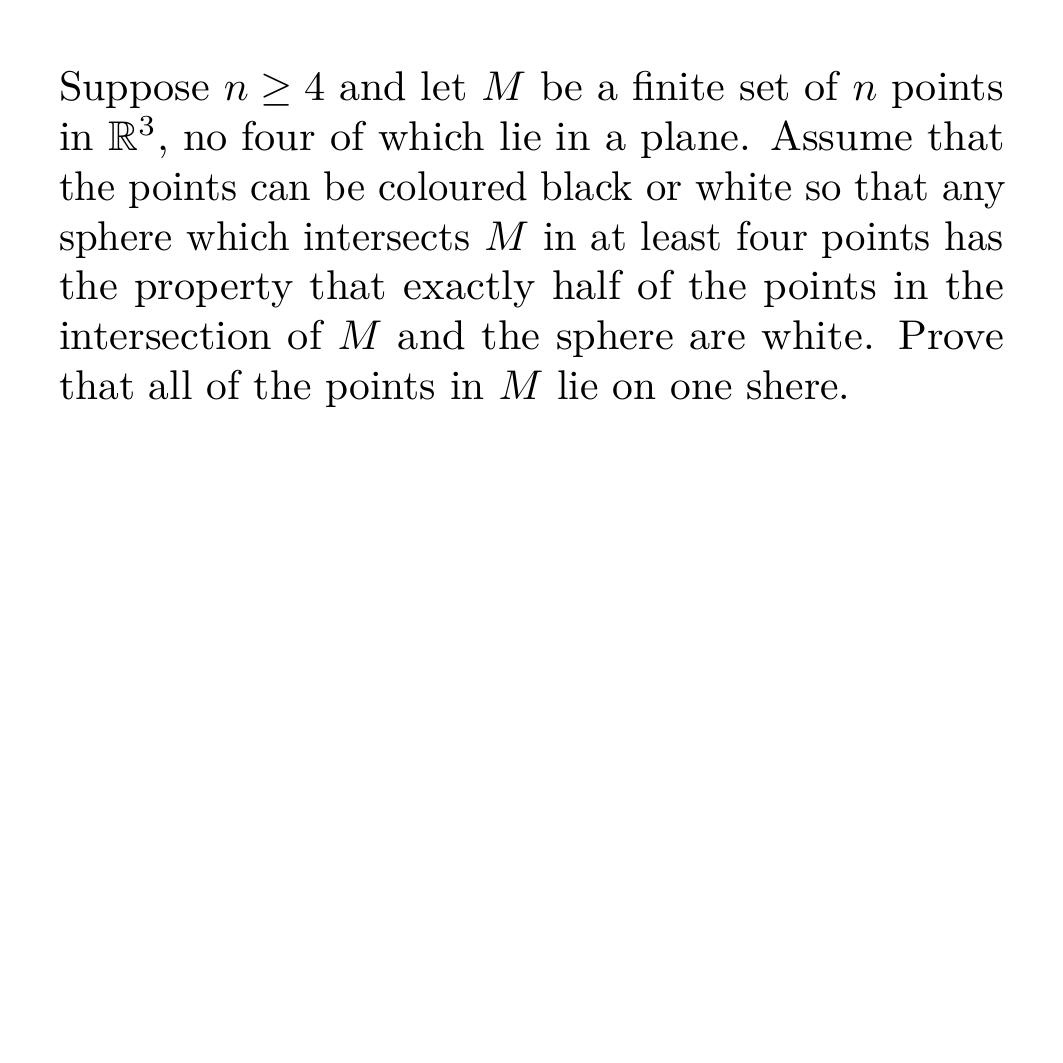 Suppose n ≥ 4 and let M be a finite set of n points
in ℝ³, no four of which lie in a plane. Assume that
the points can be coloured black or white so that any
sphere which intersects M in at least four points has
the property that exactly half of the points in the
intersection of M and the sphere are white. Prove
that all of the points in M lie on one shere.